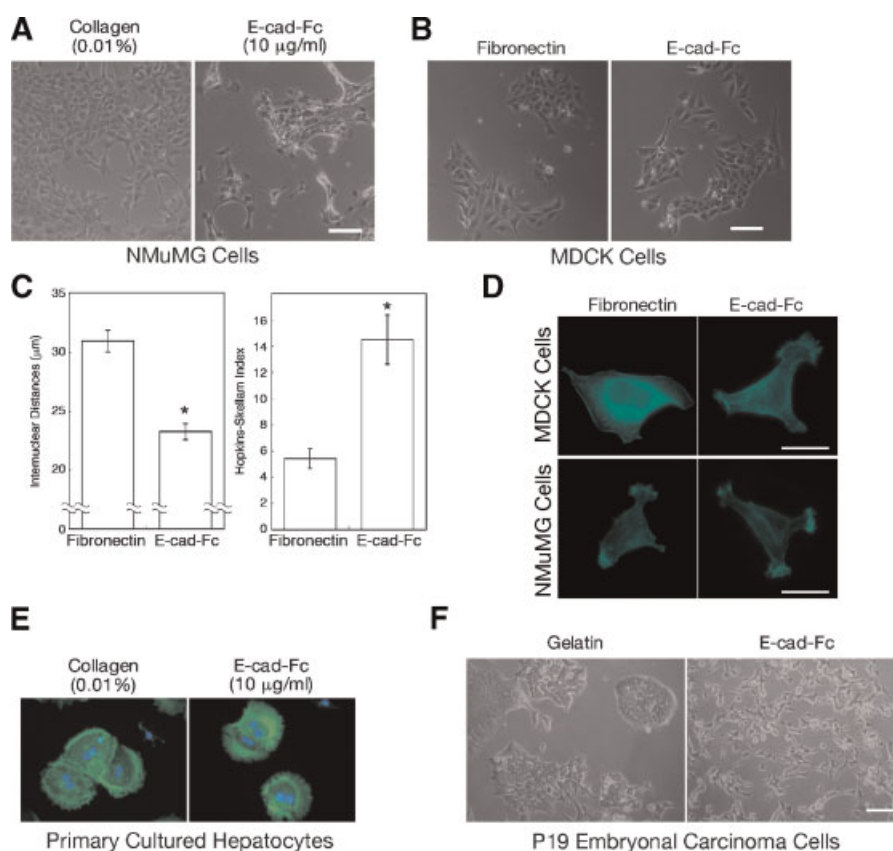 A
Collagen
(0.01%)
E-cad-Fc
(10 μg/ml)
NMuMG Cells
B
Fibronectin
E-cad-Fc
MDCK Cells
C
Internuclear Distances (μm)
35
30
25
20
0
Fibronectin
E-cad-Fc
*
Hopkins-Skellam Index
16
14
12
10
8
6
4
2
0
Fibronectin
E-cad-Fc
*
D
Fibronectin
E-cad-Fc
MDCK Cells
NMuMG Cells
E
Collagen
(0.01%)
E-cad-Fc
(10 μg/ml)
Primary Cultured Hepatocytes
F
Gelatin
E-cad-Fc
P19 Embryonal Carcinoma Cells